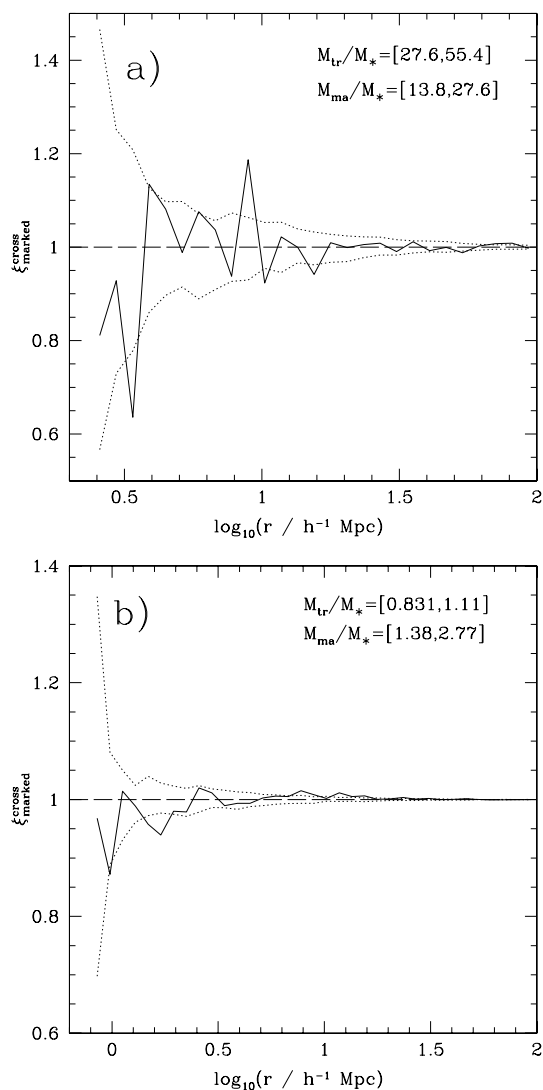 a)
M_tr/M_*=[27.6,55.4]
M_ma/M_*=[13.8,27.6]
ξ^cross_marked
1.4
1.2
1
0.8
0.6
0.5
1
1.5
2
log₁₀(r / h⁻¹ Mpc)
b)
M_tr/M_*=[0.831,1.11]
M_ma/M_*=[1.38,2.77]
ξ^cross_marked
1.4
1.2
1
0.8
0.6
0
0.5
1
1.5
2
log₁₀(r / h⁻¹ Mpc)